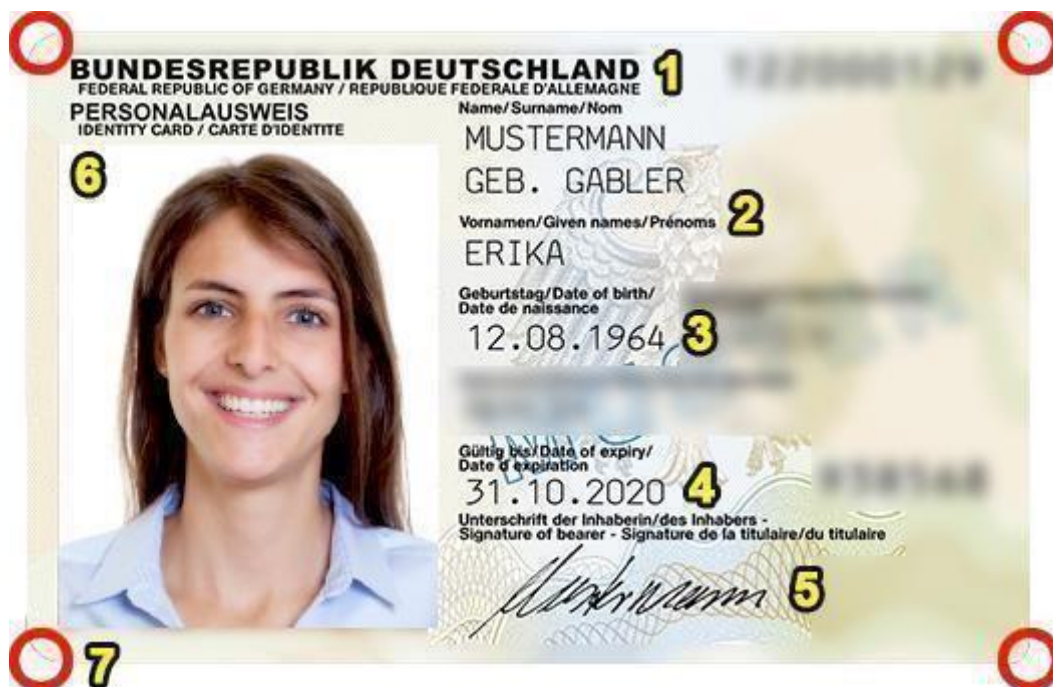 BUNDESREPUBLIK DEUTSCHLAND 1
FEDERAL REPUBLIC OF GERMANY / REPUBLIQUE FEDERALE D'ALLEMAGNE
PERSONALAUSWEIS
IDENTITY CARD / CARTE D'IDENTITE
6
Name/Surname/Nom
MUSTERMANN
GEB. GABLER
2
Vornamen/Given names/Prénoms
ERIKA
Geburtstag/Date of birth/
Date de naissance
12.08.1964 3
Gültig bis/Date of expiry/
Date d'expiration
31.10.2020 4
Unterschrift der Inhaberin/des Inhabers -
Signature of bearer - Signature de la titulaire/du titulaire
Mustermann 5
7